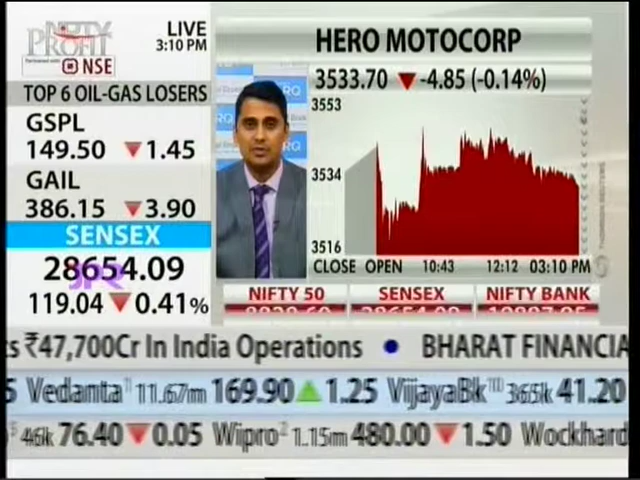 NDTV
PROFIT
NSE
LIVE
3:10 PM
TOP 6 OIL-GAS LOSERS
GSPL
149.50 ▼ 1.45
GAIL
386.15 ▼ 3.90
SENSEX
28654.09
119.04 ▼ 0.41%
HERO MOTOCORP
3533.70 ▼ -4.85 (-0.14%)
3553
3534
3516
CLOSE OPEN 10:43 12:12 03:10 PM
THOMSON REUTERS
NIFTY 50 SENSEX NIFTY BANK
₹47,700Cr In India Operations ● BHARAT FINANCIA
Vedanta 11.67m 169.90 ▲ 1.25 VijayaBk 365k 41.20
46k 76.40 ▼ 0.05 Wipro 1.15m 480.00 ▼ 1.50 Wockhard